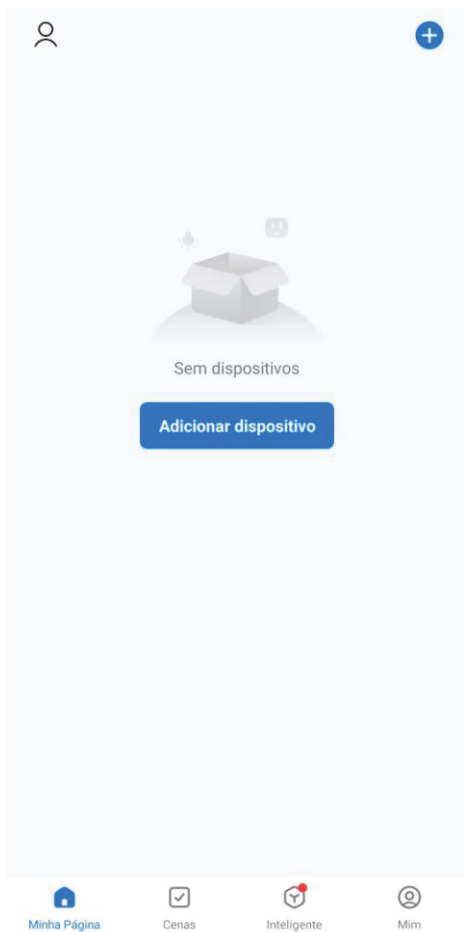 Sem dispositivos
Adicionar dispositivo
Minha Página
Cenas
Inteligente
Mim